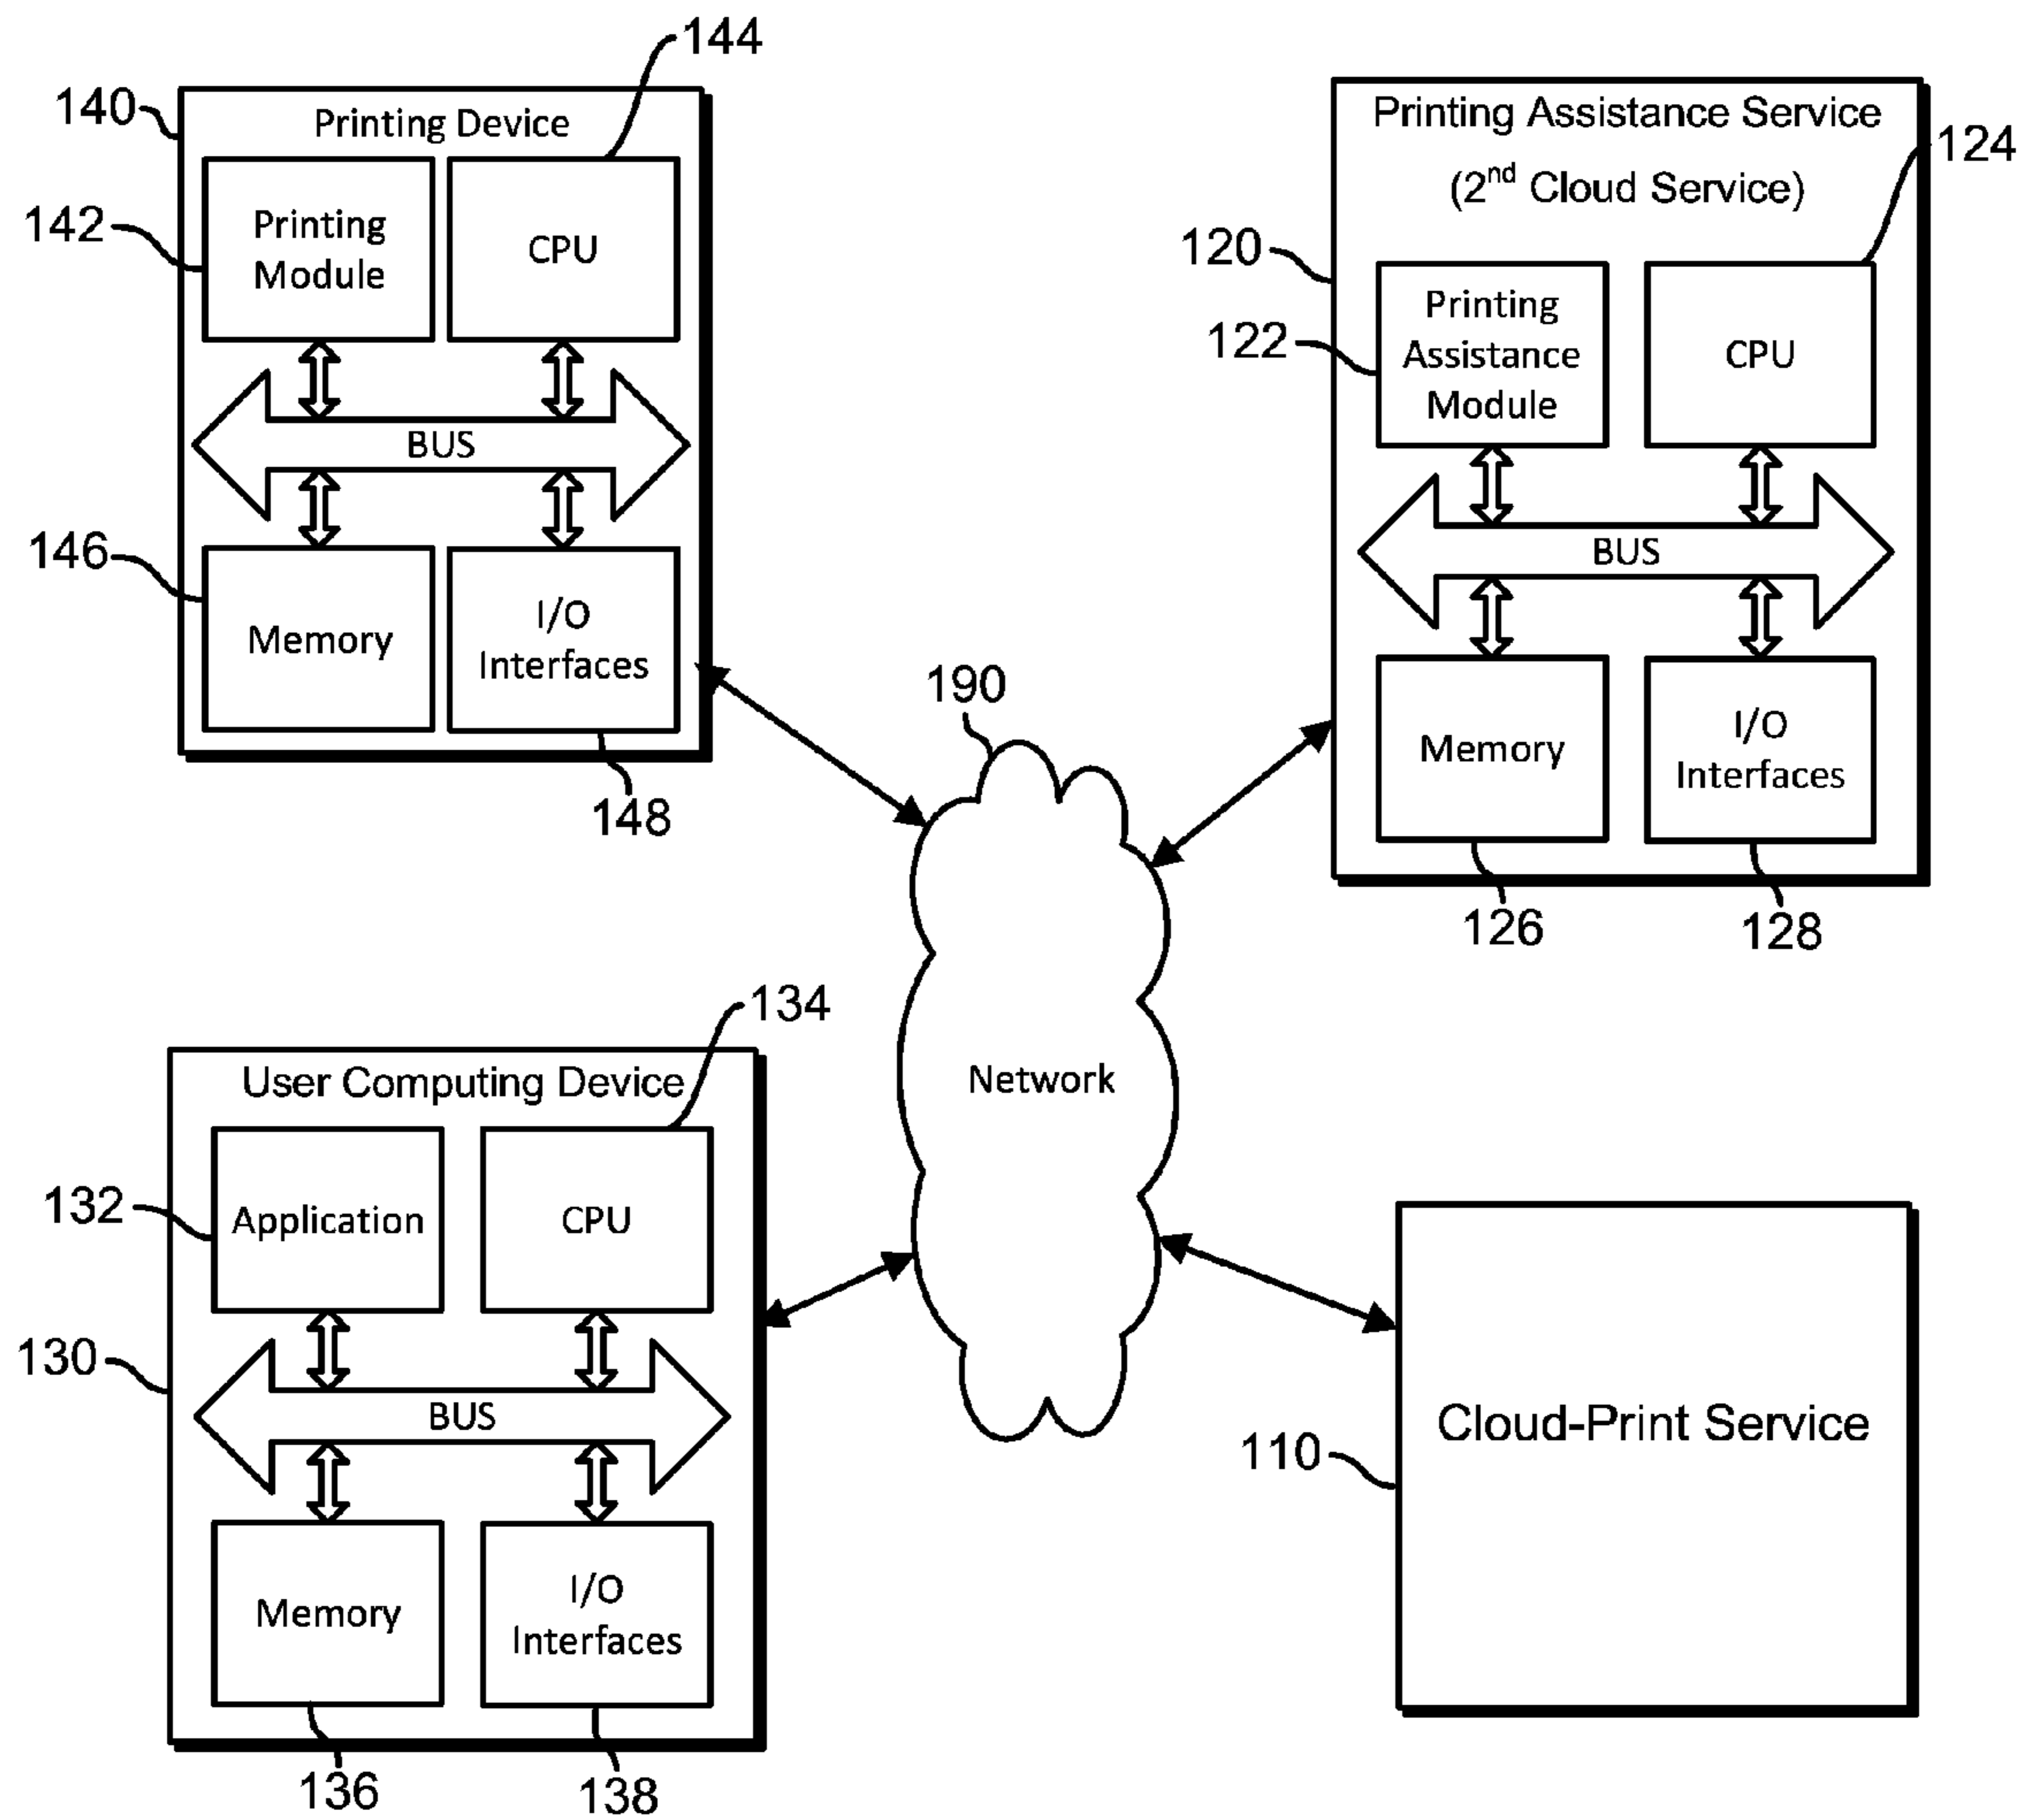 144
140
Printing Device
142
Printing
Module
CPU
BUS
146
Memory
I/O
Interfaces
148
Printing Assistance Service
(2nd Cloud Service)
124
120
122
Printing
Assistance
Module
CPU
BUS
Memory
I/O
Interfaces
126
128
190
Network
134
User Computing Device
132
Application
CPU
130
BUS
Memory
I/O
Interfaces
136
138
110
Cloud-Print Service